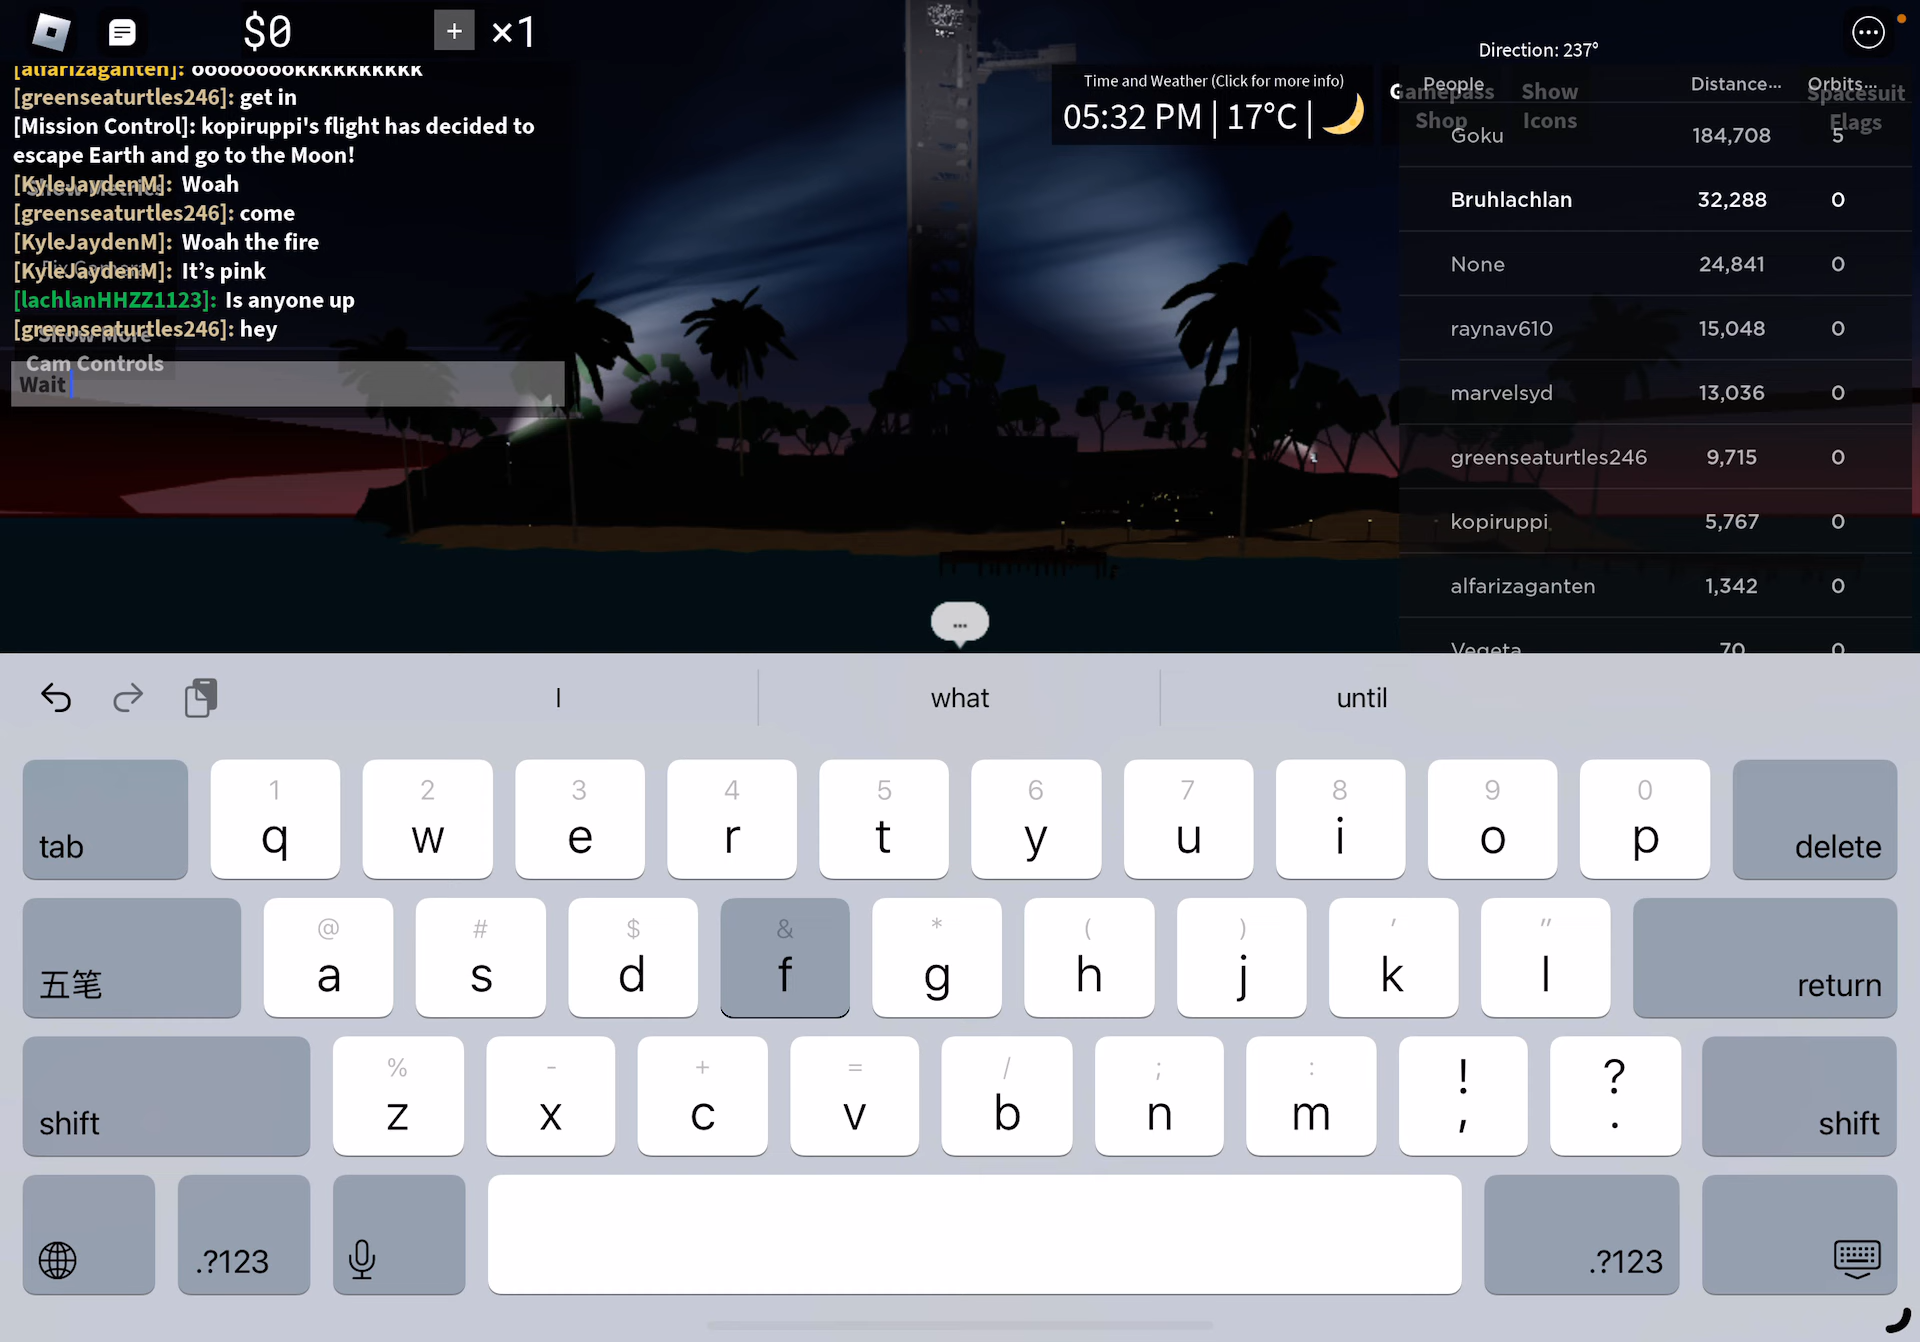 $0
+
×1
[alfarizaganten]: ooooooookkkkkkkkkk
[greenseaturtles246]: get in
[Mission Control]: kopiruppi's flight has decided to
escape Earth and go to the Moon!
[KyleJaydenM]: Woah
[greenseaturtles246]: come
[KyleJaydenM]: Woah the fire
[KyleJaydenM]: It's pink
[lachlanHHZZ1123]: Is anyone up
[greenseaturtles246]: hey
Show More
Cam Controls
Wait
Time and Weather (Click for more info)
05:32 PM | 17°C |
Direction: 237°
Gamepass
Shop
Show
Icons
Spacesuit
Flags
People Distance... Orbits...
Goku 184,708 5
Bruhlachlan 32,288 0
None 24,841 0
raynav610 15,048 0
marvelsyd 13,036 0
greenseaturtles246 9,715 0
kopiruppi 5,767 0
alfarizaganten 1,342 0
Vegeta 70 0
...
I what until
1 2 3 4 5 6 7 8 9 0
tab q w e r t y u i o p delete
@ # $ & * ( ) ' "
五笔 a s d f g h j k l return
% - + = / ; : ! ?
shift z x c v b n m , . shift
.?123 .?123